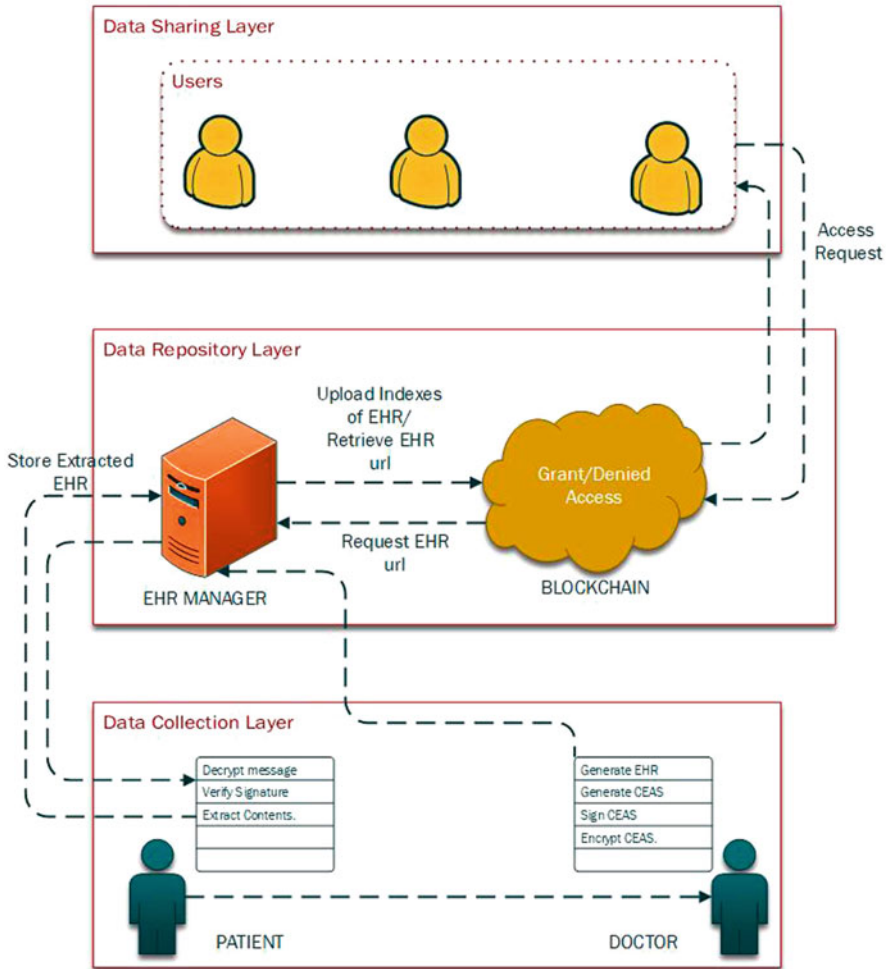 Data Sharing Layer
Users
Access
Request
Data Repository Layer
Upload Indexes
of EHR/
Retrieve EHR
url
Store Extracted
EHR
Grant/Denied
Access
Request EHR
url
EHR MANAGER
BLOCKCHAIN
Data Collection Layer
Decrypt message
Verify Signature
Extract Contents.
Generate EHR
Generate CEAS
Sign CEAS
Encrypt CEAS.
PATIENT
DOCTOR